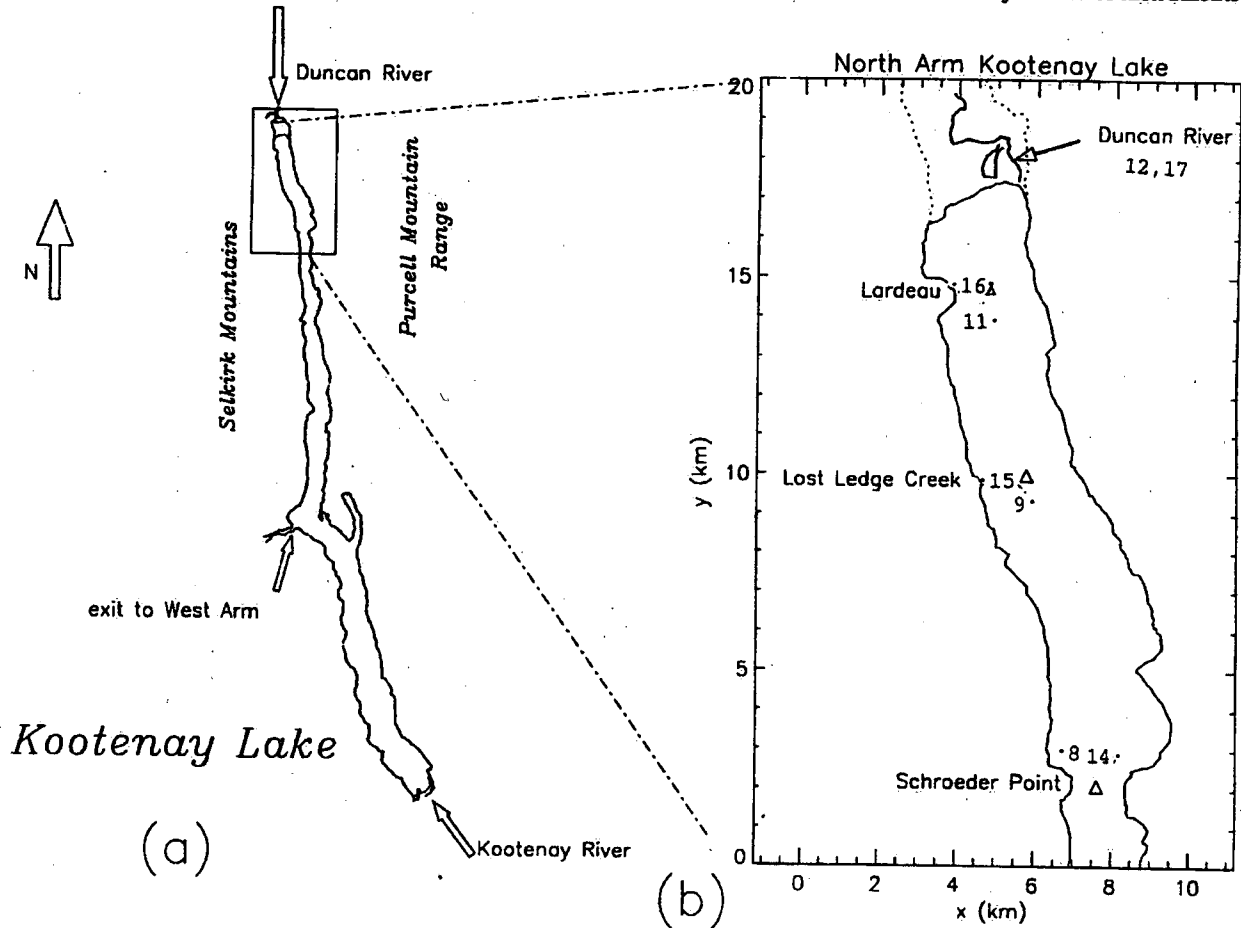 Duncan River
N
Selkirk Mountains
Purcell Mountain
Range
exit to West Arm
Kootenay Lake
Kootenay River
(a)
North Arm Kootenay Lake
20
15
10
5
0
y (km)
Duncan River
12,17
Lardeau
16
11
Lost Ledge Creek
15
9
8 14
Schroeder Point
0 2 4 6 8 10
x (km)
(b)